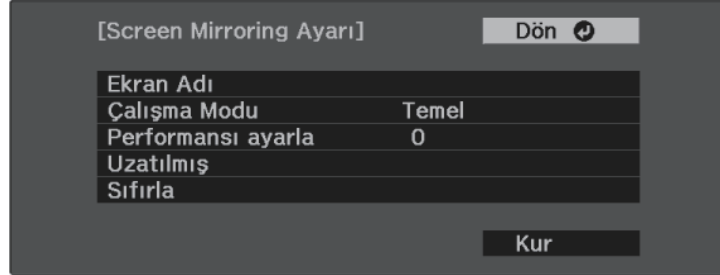 [Screen Mirroring Ayarı] Dön
Ekran Adı
Çalışma Modu Temel
Performansı ayarla 0
Uzatılmış
Sıfırla
Kur